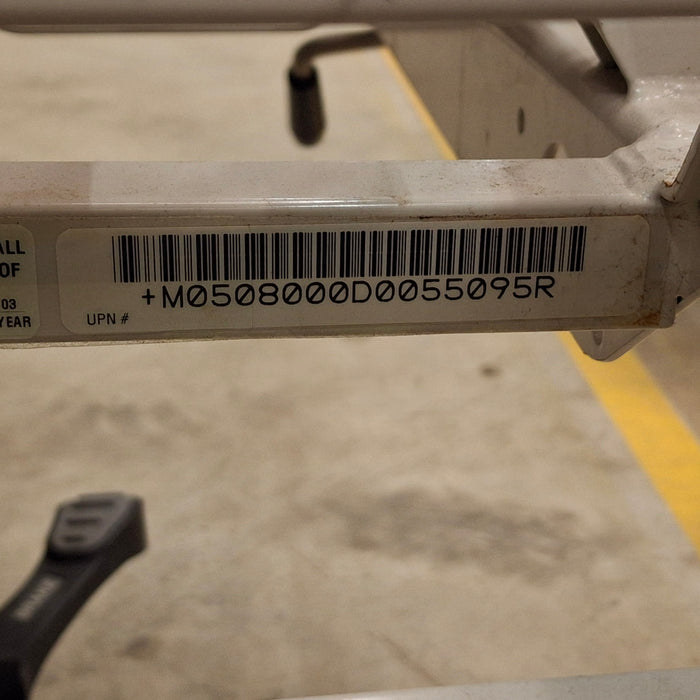 ALL
OF
03
YEAR
+M0508000D0055095R
UPN #